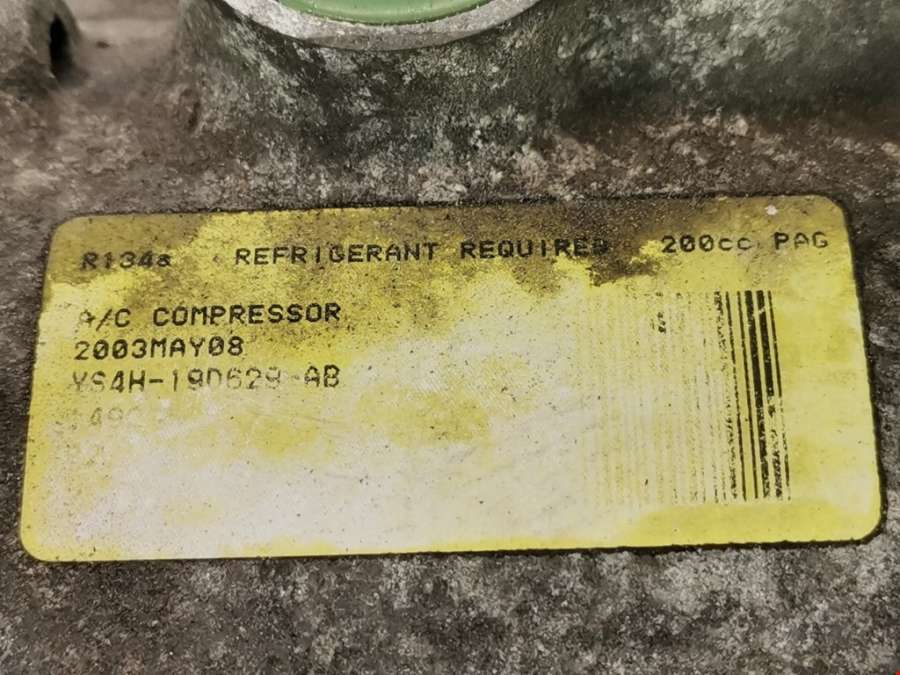 R134a REFRIGERANT REQUIRED 200cc PAG
A/C COMPRESSOR
2003MAY08
YS4H-19D629-AB